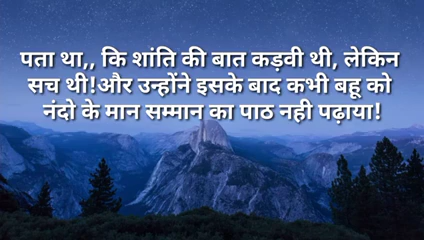 पता था,, कि शांति की बात कड़वी थी, लेकिन
सच थी!और उन्होंने इसके बाद कभी बहू को
नंदो के मान सम्मान का पाठ नही पढ़ाया!